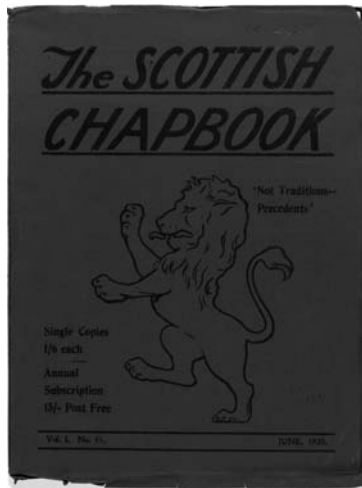 The SCOTTISH
CHAPBOOK
'Not Traditions—
Precedents'
Single Copies
1/6 each
Annual
Subscription
15/- Post Free
Vol. I. No.
JUNE,